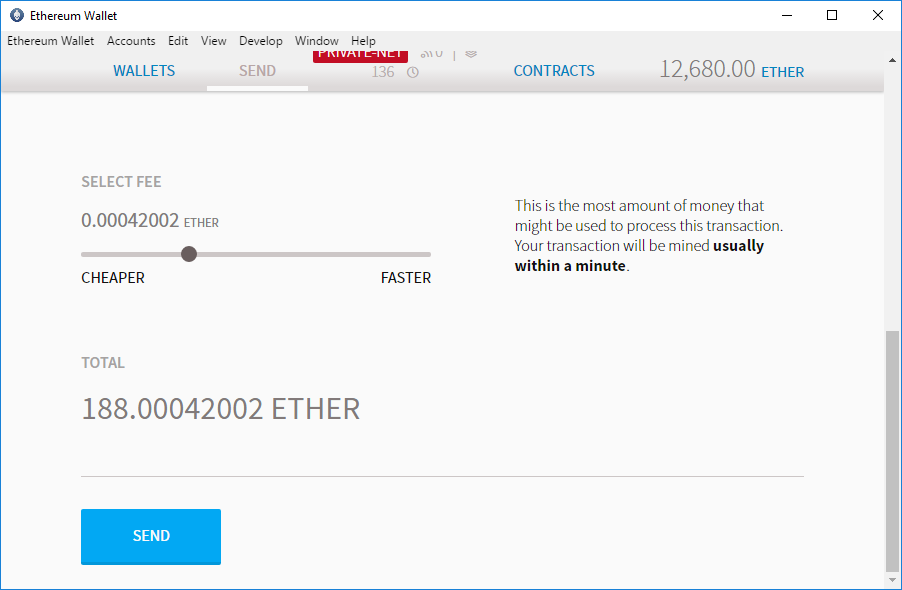 Ethereum Wallet
Ethereum Wallet Accounts Edit View Develop Window Help
PRIVATE-NET 0 |
WALLETS SEND 136 CONTRACTS 12,680.00 ETHER
SELECT FEE
0.00042002 ETHER
CHEAPER FASTER
This is the most amount of money that
might be used to process this transaction.
Your transaction will be mined usually
within a minute.
TOTAL
188.00042002 ETHER
SEND